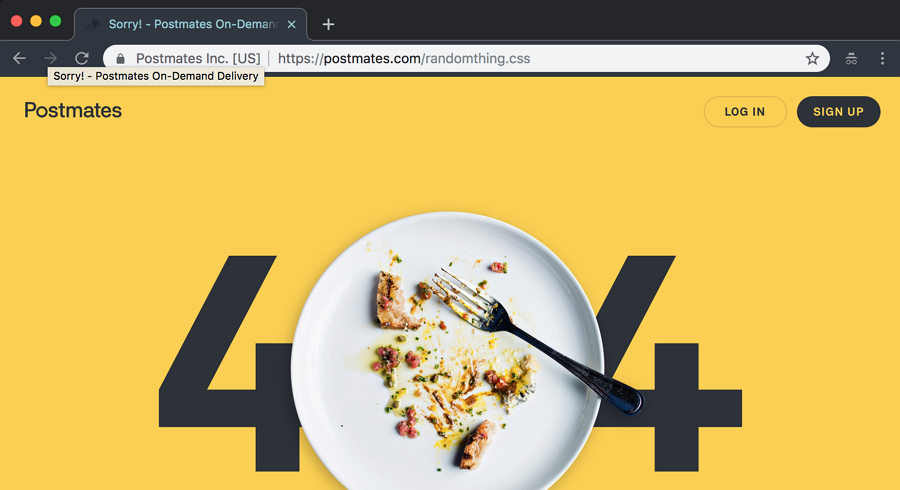 Sorry! - Postmates On-Deman
Postmates Inc. [US] https://postmates.com/randomthing.css
Sorry! - Postmates On-Demand Delivery
Postmates LOG IN SIGN UP
4 4